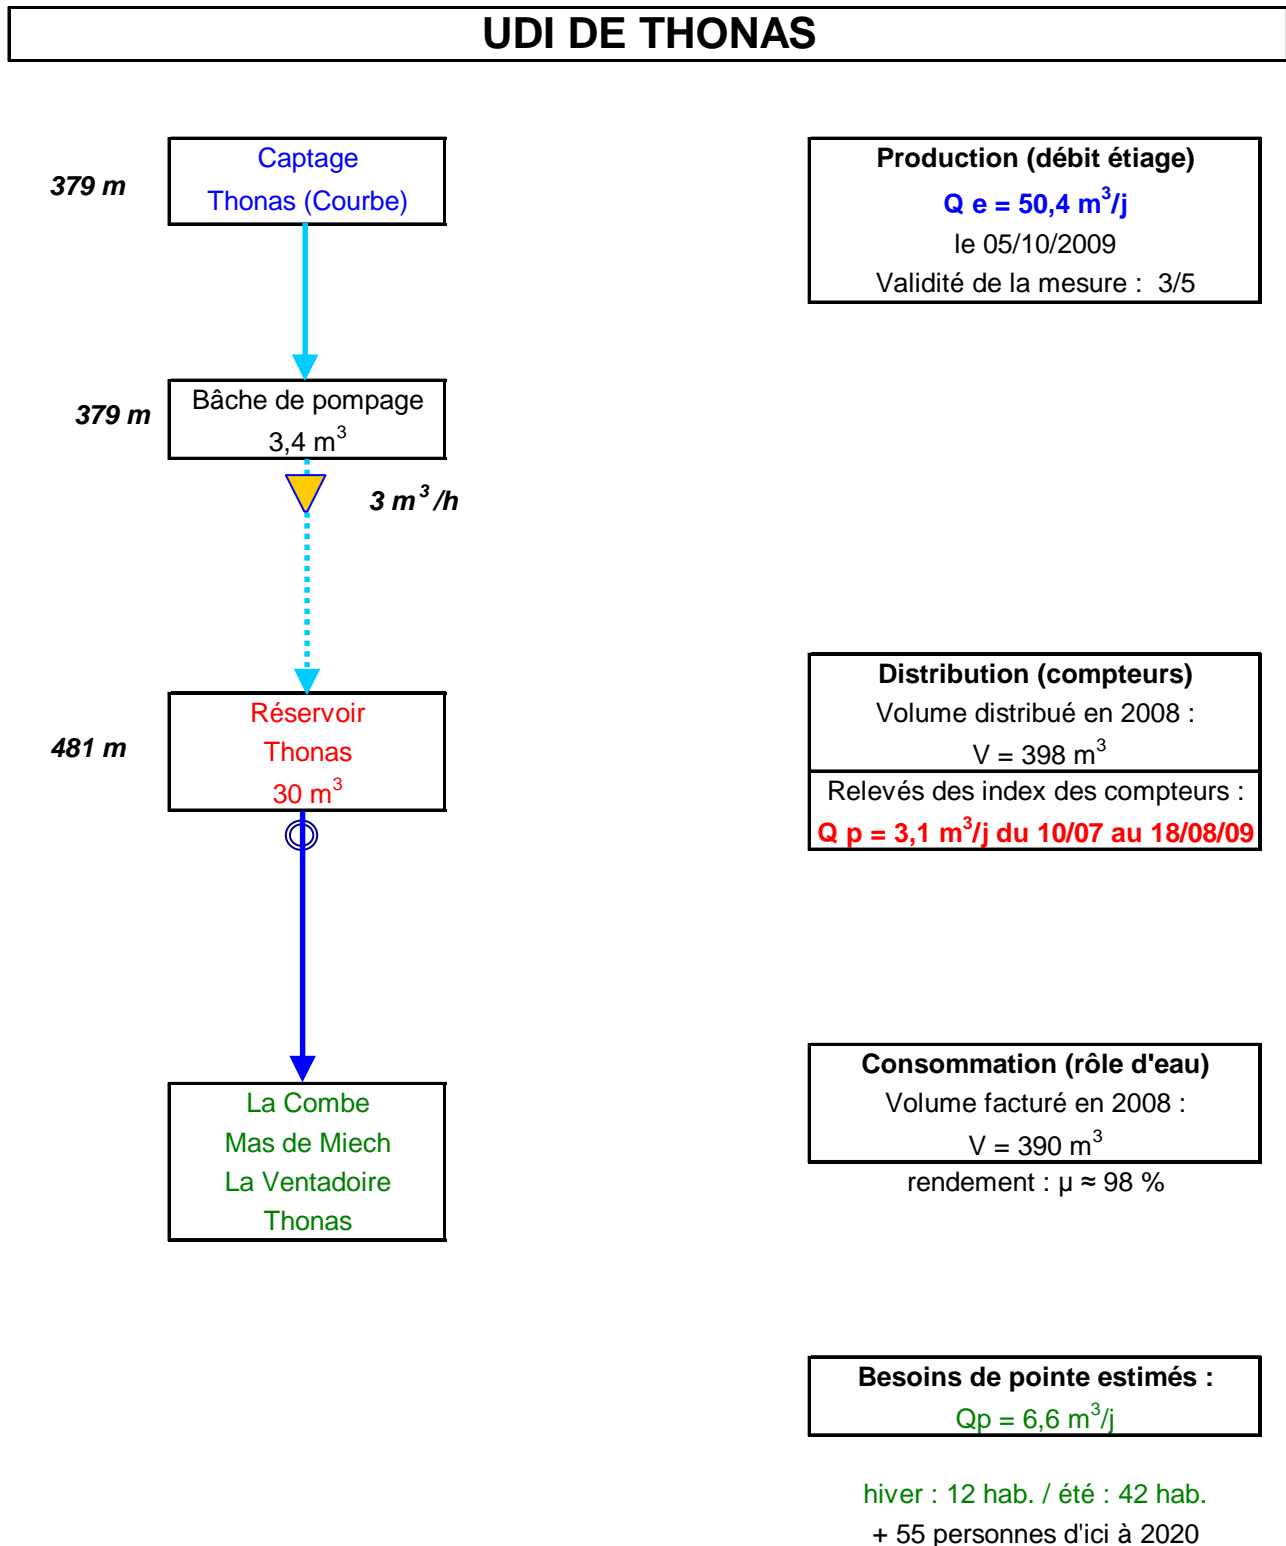 UDI DE THONAS
379 m
Captage
Thonas (Courbe)
Production (débit étiage)
Q e = 50,4 m³/j
le 05/10/2009
Validité de la mesure : 3/5
379 m
Bâche de pompage
3,4 m³
3 m³/h
481 m
Réservoir
Thonas
30 m³
Distribution (compteurs)
Volume distribué en 2008 :
V = 398 m³
Relevés des index des compteurs :
Q p = 3,1 m³/j du 10/07 au 18/08/09
La Combe
Mas de Miech
La Ventadoire
Thonas
Consommation (rôle d'eau)
Volume facturé en 2008 :
V = 390 m³
rendement : µ ≈ 98 %
Besoins de pointe estimés :
Qp = 6,6 m³/j
hiver : 12 hab. / été : 42 hab.
+ 55 personnes d'ici à 2020